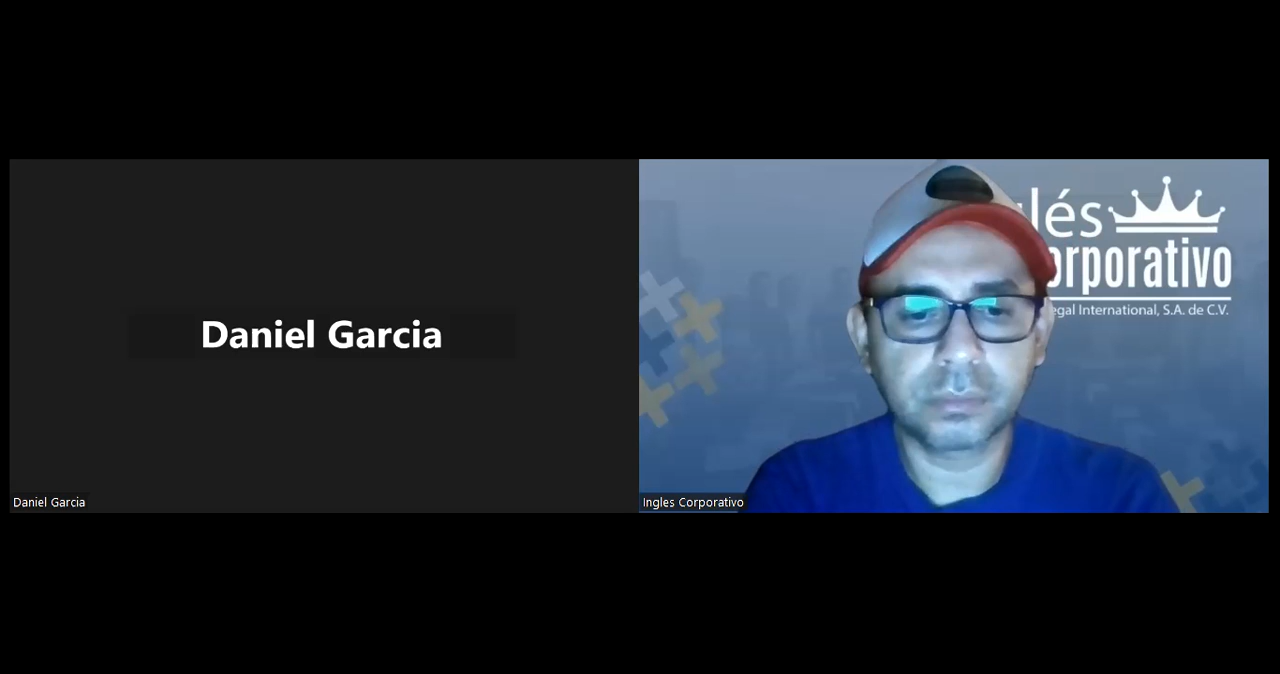 Daniel Garcia
Daniel Garcia
lés
orporativo
egal International, S.A. de C.V.
Ingles Corporativo